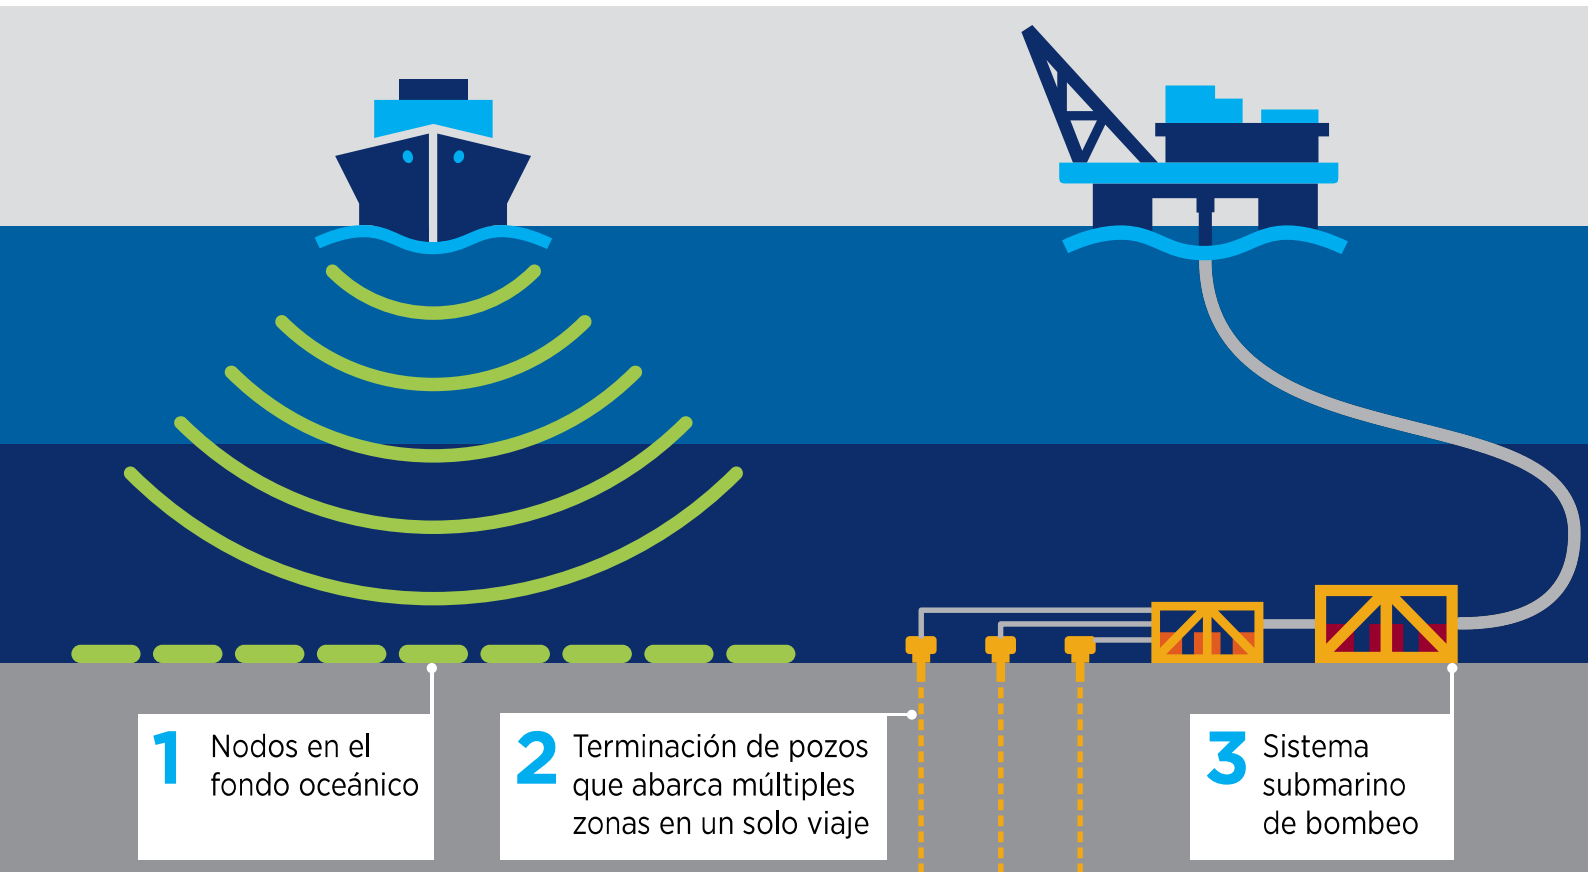 1
Nodos en el
fondo oceánico
2
Terminación de pozos
que abarca múltiples
zonas en un solo viaje
3
Sistema
submarino
de bombeo